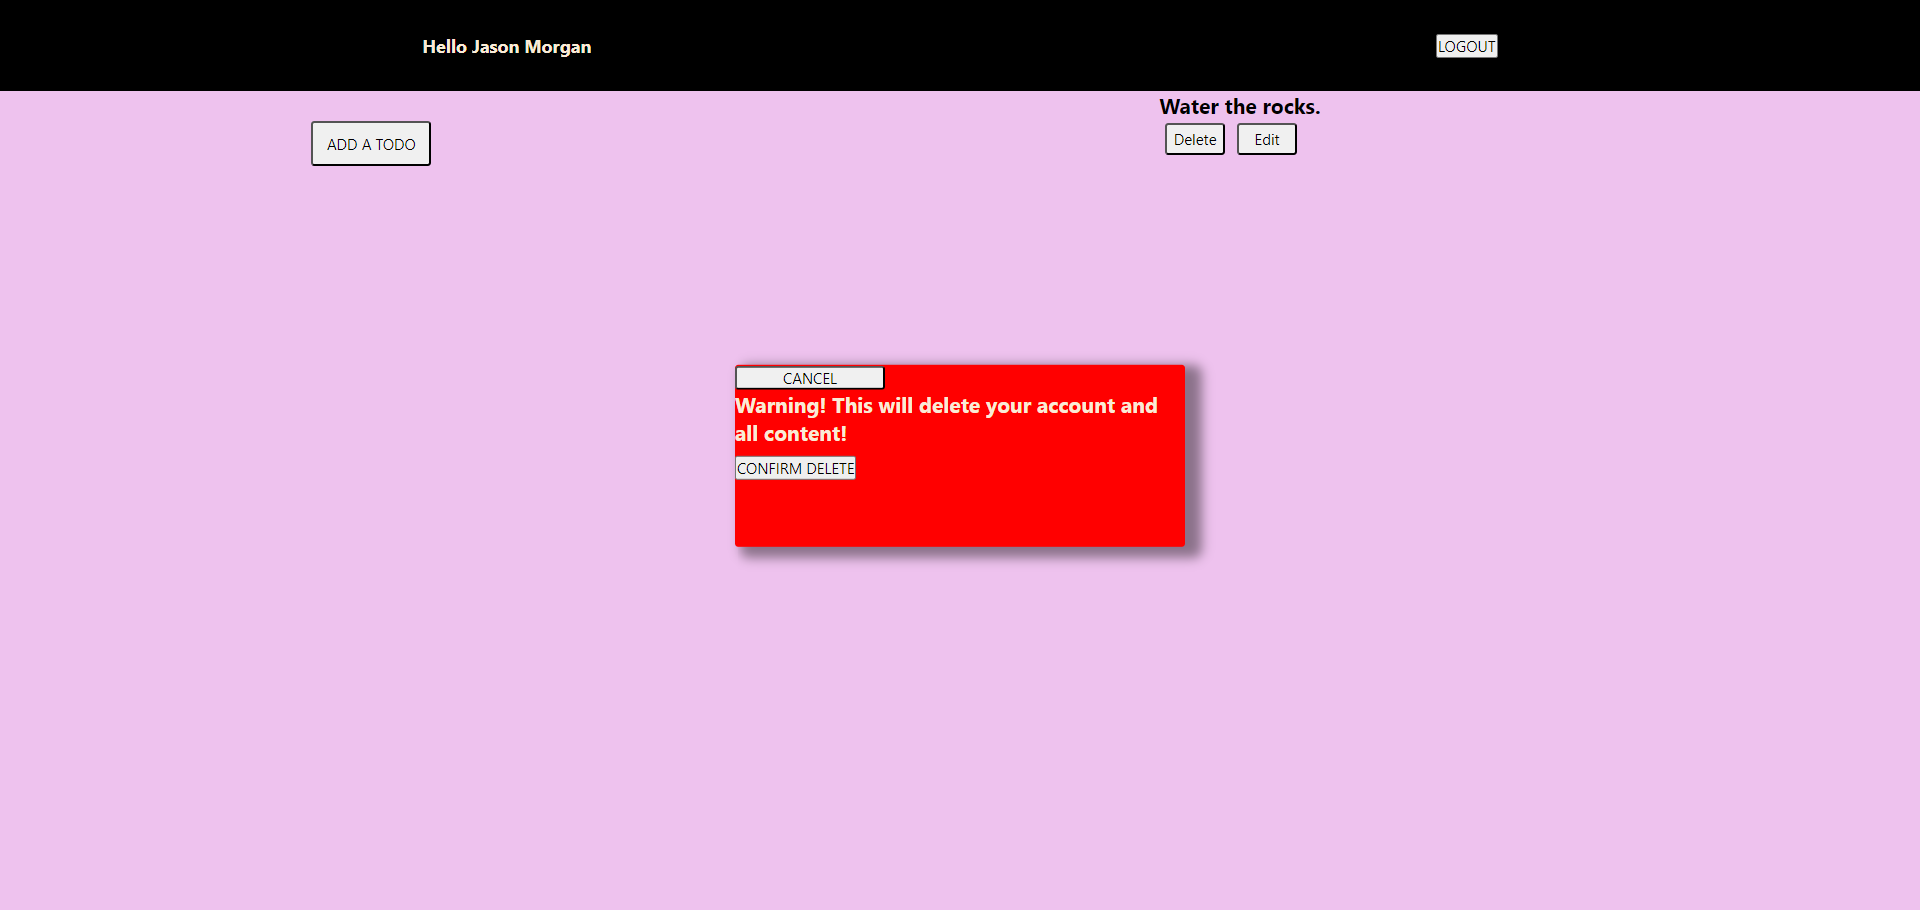 Hello Jason Morgan
LOGOUT
ADD A TODO
Water the rocks.
Delete
Edit
CANCEL
Warning! This will delete your account and
all content!
CONFIRM DELETE